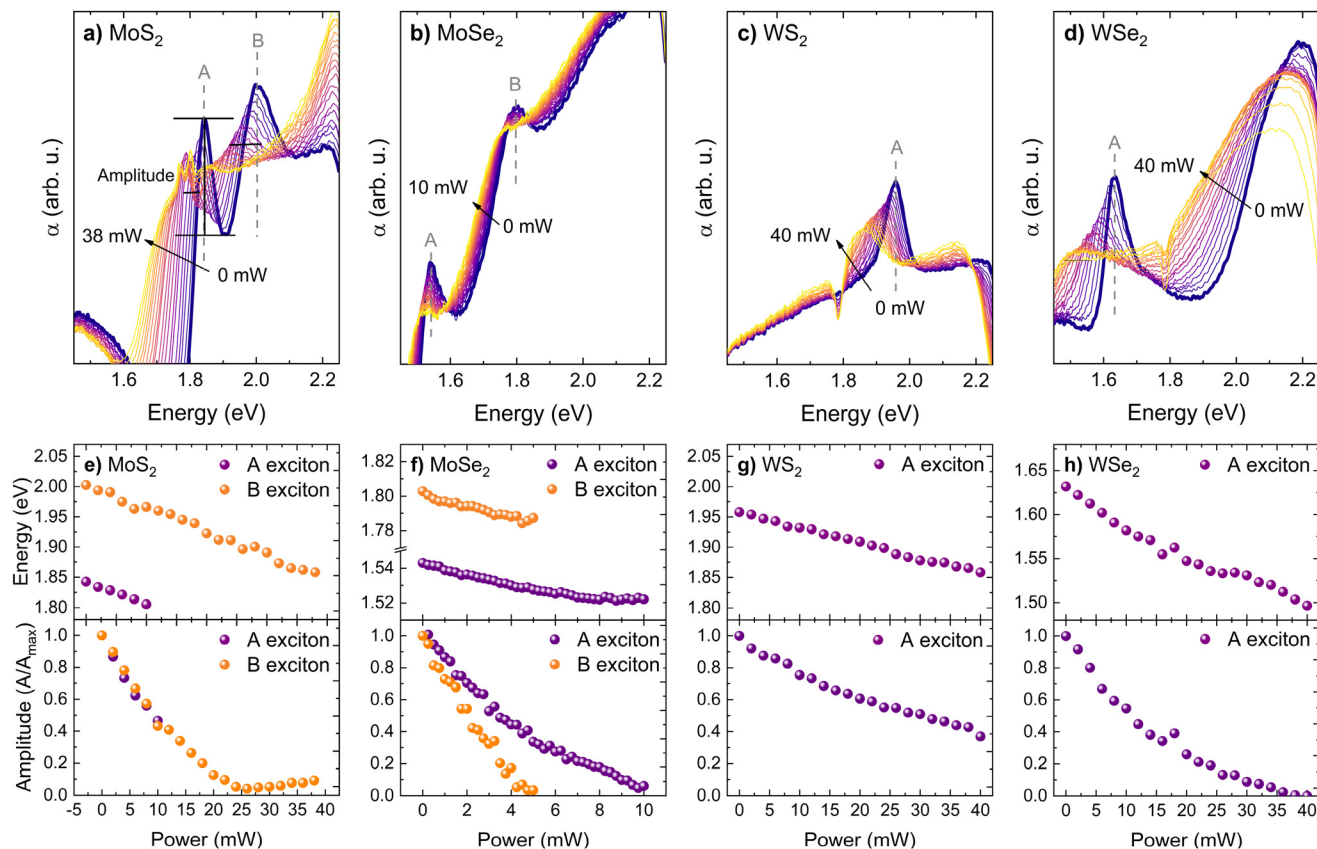 a) MoS₂
A
B
Amplitude
38 mW
0 mW
α (arb. u.)
1.6 1.8 2.0 2.2
Energy (eV)
b) MoSe₂
A
B
10 mW
0 mW
α (arb. u.)
1.6 1.8 2.0 2.2
Energy (eV)
c) WS₂
A
40 mW
0 mW
α (arb. u.)
1.6 1.8 2.0 2.2
Energy (eV)
d) WSe₂
A
40 mW
0 mW
α (arb. u.)
1.6 1.8 2.0 2.2
Energy (eV)
e) MoS₂
A exciton
B exciton
Energy (eV)
2.05
2.00
1.95
1.90
1.85
1.80
A exciton
B exciton
Amplitude (A/Amax)
1.0
0.8
0.6
0.4
0.2
0.0
-5 0 5 10 15 20 25 30 35 40
Power (mW)
f) MoSe₂
A exciton
B exciton
1.82
1.80
1.78
1.54
1.52
A exciton
B exciton
1.0
0.8
0.6
0.4
0.2
0.0
0 2 4 6 8 10
Power (mW)
g) WS₂
A exciton
2.05
2.00
1.95
1.90
1.85
1.80
A exciton
1.0
0.8
0.6
0.4
0.2
0.0
0 5 10 15 20 25 30 35 40
Power (mW)
h) WSe₂
A exciton
1.65
1.60
1.55
1.50
A exciton
1.0
0.8
0.6
0.4
0.2
0.0
0 5 10 15 20 25 30 35 40
Power (mW)